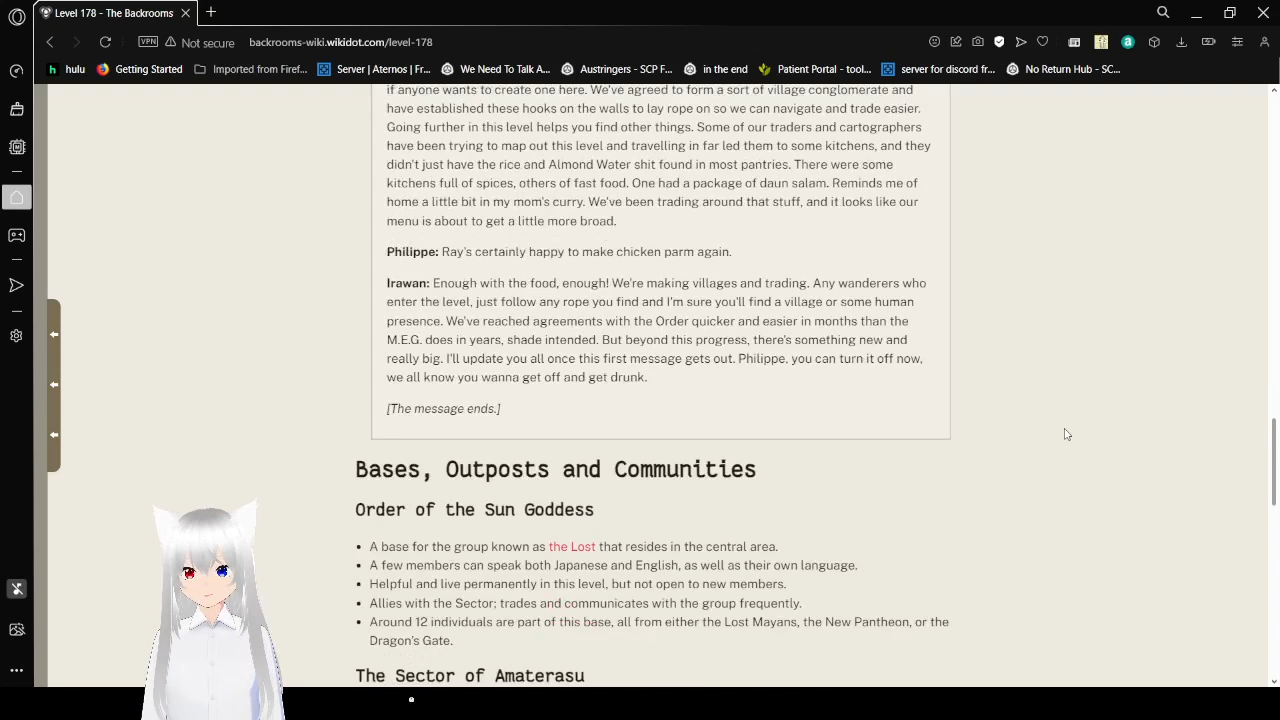 Level 178 - The Backrooms
VPN
Not secure
backrooms-wiki.wikidot.com/level-178
hulu
Getting Started
Imported from Firef...
Server | Aternos | Fr...
We Need To Talk A...
Austringers - SCP F...
in the end
Patient Portal - tool...
server for discord fr...
No Return Hub - SC...
if anyone wants to create one here. We've agreed to form a sort of village conglomerate and
have established these hooks on the walls to lay rope on so we can navigate and trade easier.
Going further in this level helps you find other things. Some of our traders and cartographers
have been trying to map out this level and travelling in far led them to some kitchens, and they
didn't just have the rice and Almond Water shit found in most pantries. There were some
kitchens full of spices, others of fast food. One had a package of daun salam. Reminds me of
home a little bit in my mom's curry. We've been trading around that stuff, and it looks like our
menu is about to get a little more broad.
Philippe: Ray's certainly happy to make chicken parm again.
Irawan: Enough with the food, enough! We're making villages and trading. Any wanderers who
enter the level, just follow any rope you find and I'm sure you'll find a village or some human
presence. We've reached agreements with the Order quicker and easier in months than the
M.E.G. does in years, shade intended. But beyond this progress, there's something new and
really big. I'll update you all once this first message gets out. Philippe, you can turn it off now,
we all know you wanna get off and get drunk.
[The message ends.]
Bases, Outposts and Communities
Order of the Sun Goddess
• A base for the group known as the Lost that resides in the central area.
• A few members can speak both Japanese and English, as well as their own language.
• Helpful and live permanently in this level, but not open to new members.
• Allies with the Sector; trades and communicates with the group frequently.
• Around 12 individuals are part of this base, all from either the Lost Mayans, the New Pantheon, or the
Dragon's Gate.
The Sector of Amaterasu